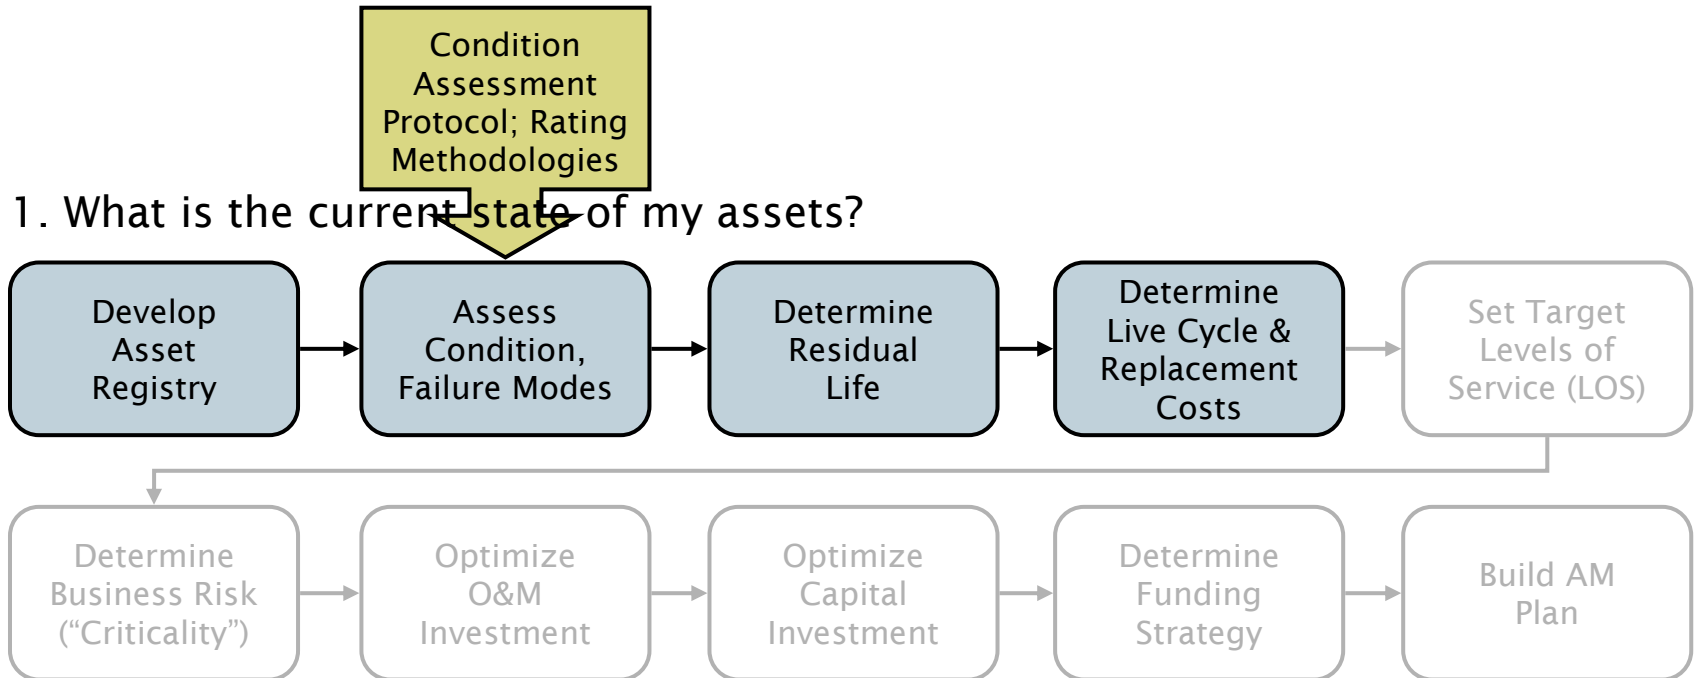 Condition
Assessment
Protocol; Rating
Methodologies
1. What is the current state of my assets?
Develop
Asset
Registry
Assess
Condition,
Failure Modes
Determine
Residual
Life
Determine
Live Cycle &
Replacement
Costs
Set Target
Levels of
Service (LOS)
Determine
Business Risk
(“Criticality”)
Optimize
O&M
Investment
Optimize
Capital
Investment
Determine
Funding
Strategy
Build AM
Plan